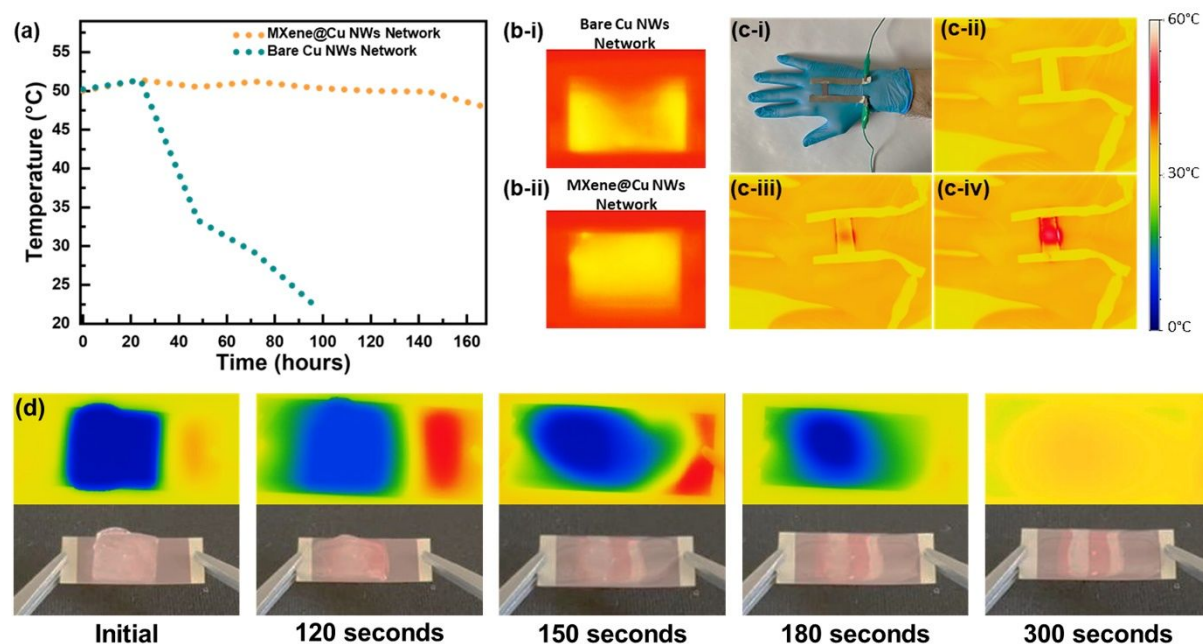 (a)
MXene@Cu NWs Network
Bare Cu NWs Network
Temperature (°C)
55
50
45
40
35
30
25
20
0 20 40 60 80 100 120 140 160
Time (hours)
(b-i)
Bare Cu NWs
Network
(b-ii)
MXene@Cu NWs
Network
(c-i)
(c-ii)
(c-iii)
(c-iv)
60°C
30°C
0°C
(d)
Initial
120 seconds
150 seconds
180 seconds
300 seconds